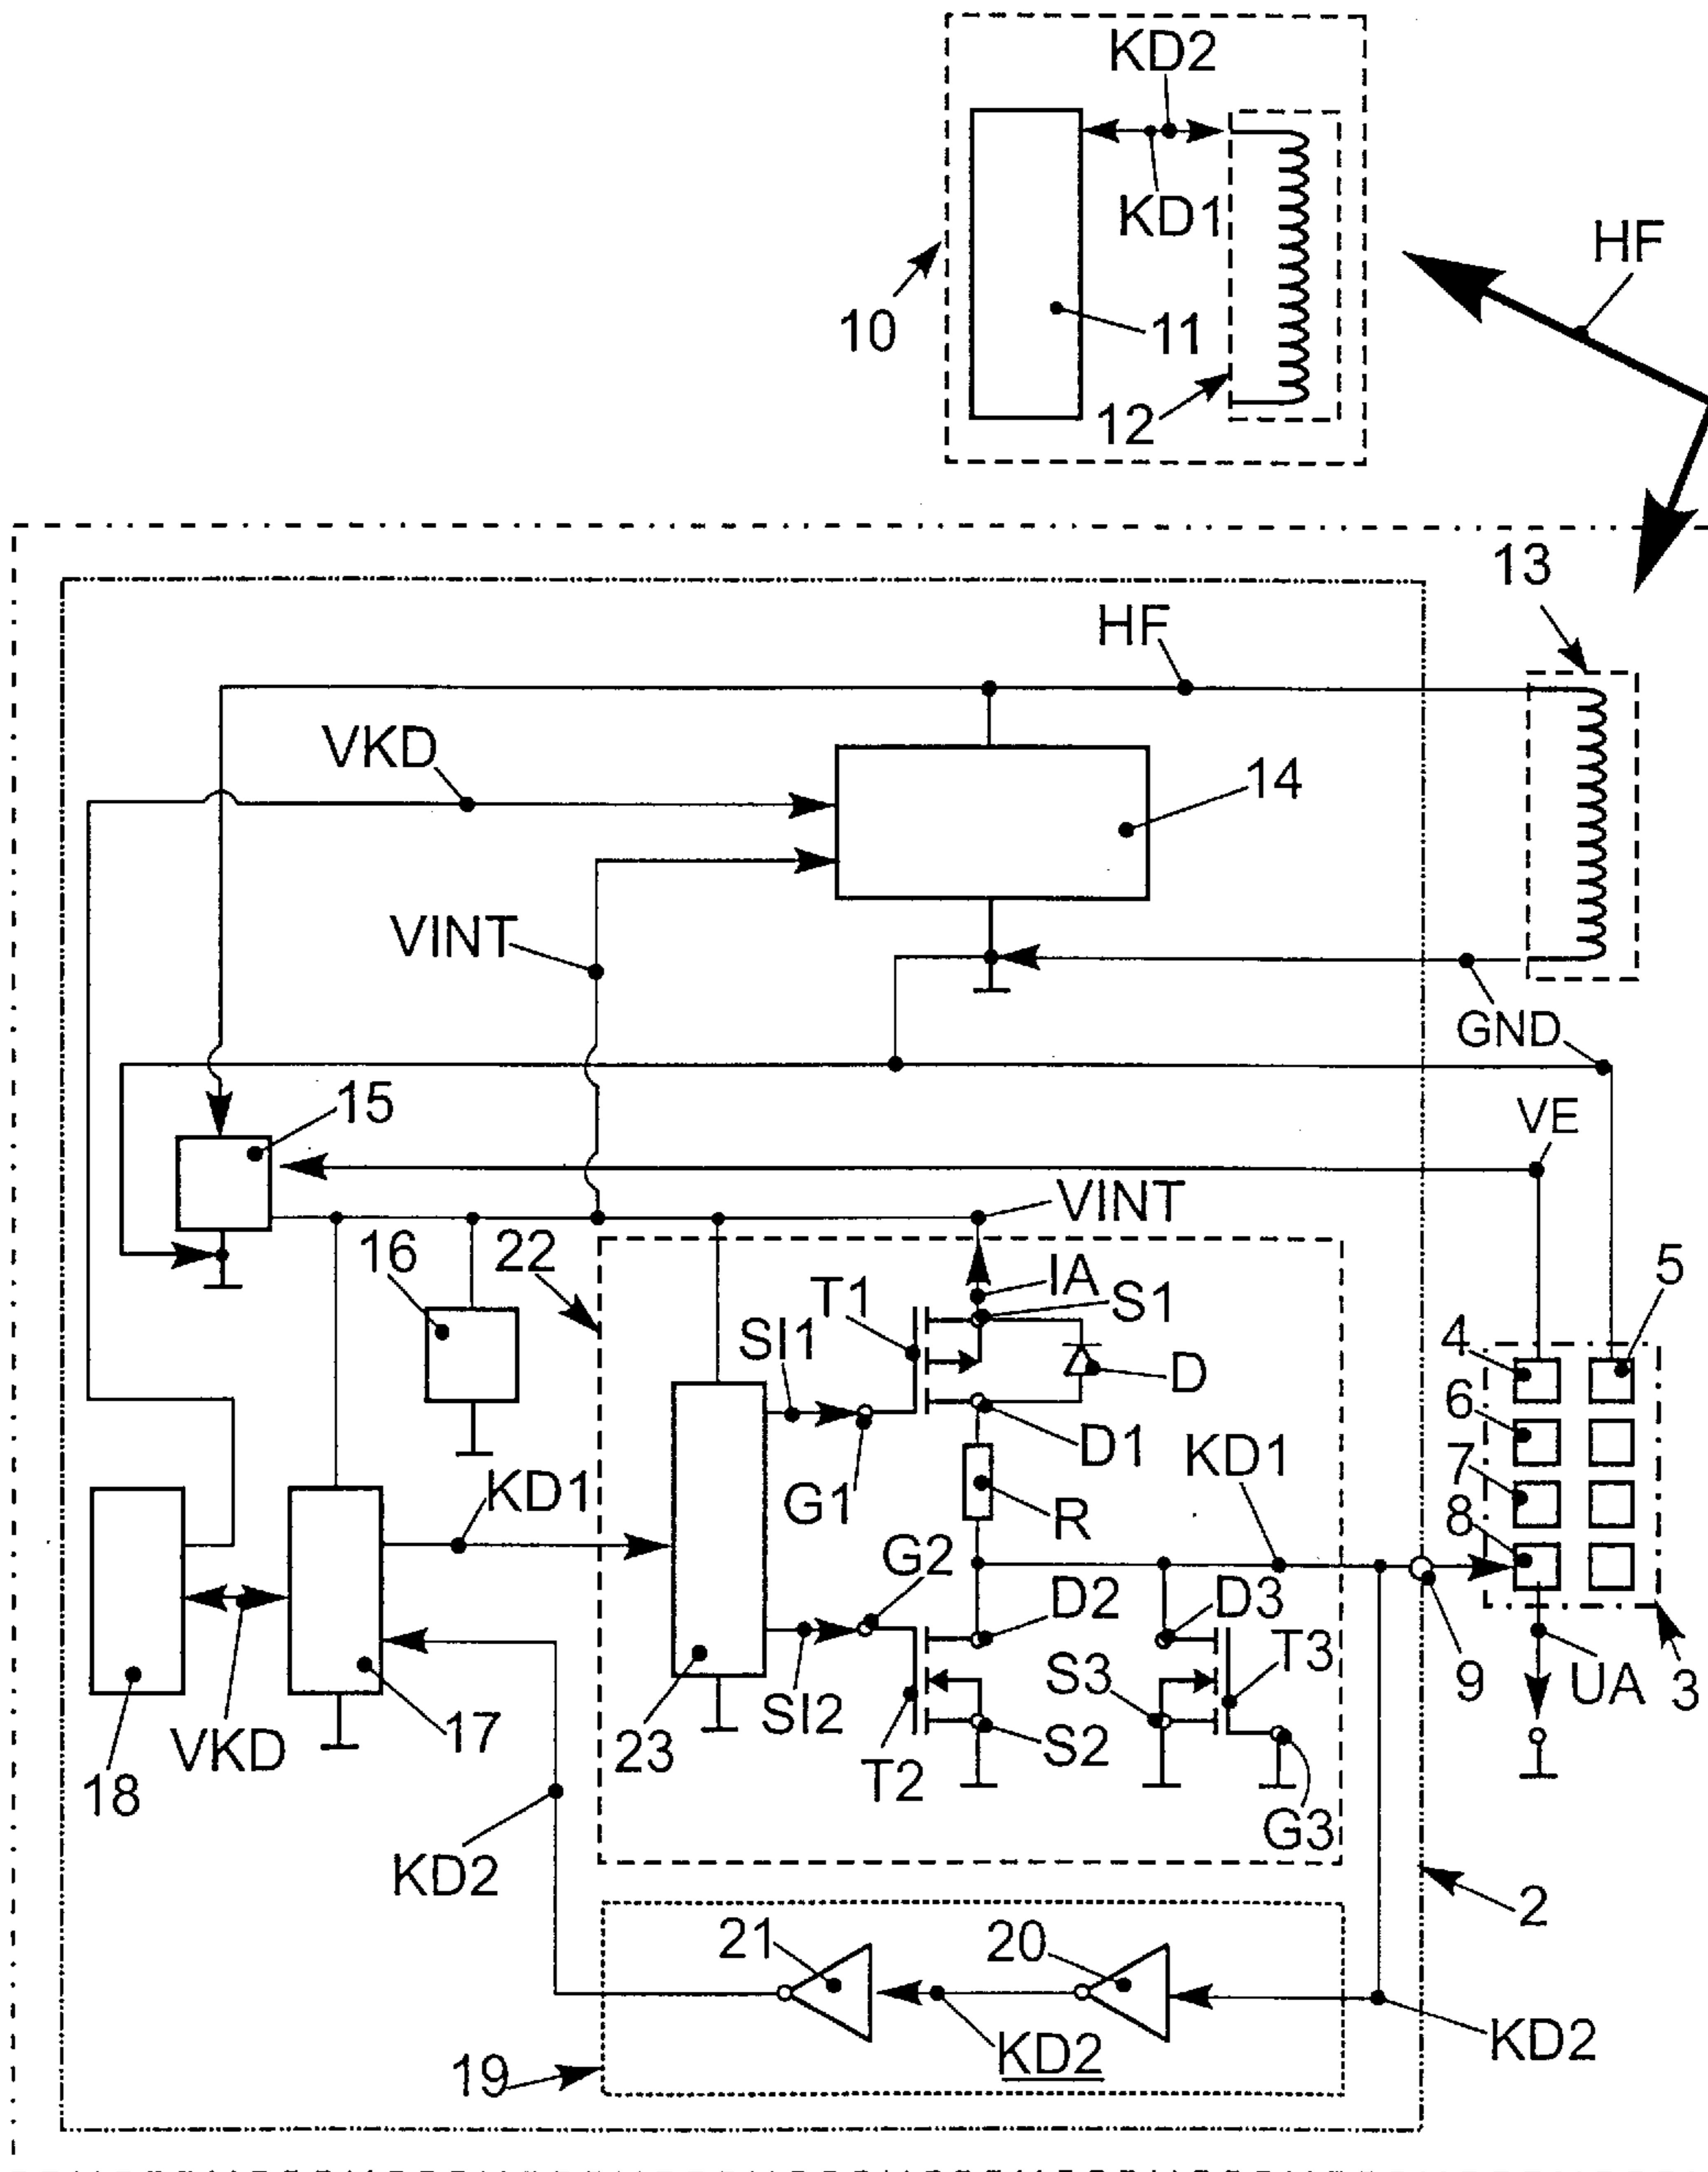 KD2
KD1
HF
10
11
12
13
HF
VKD
14
VINT
GND
15
VE
VINT
16
22
IA
T1
S1
5
SI1
4
D
6
D1
KD1
KD1
7
G1
R
8
G2
D2
D3
T3
S3
9
UA
3
VKD
17
SI2
S2
23
18
T2
G3
KD2
2
21
20
19
KD2
KD2